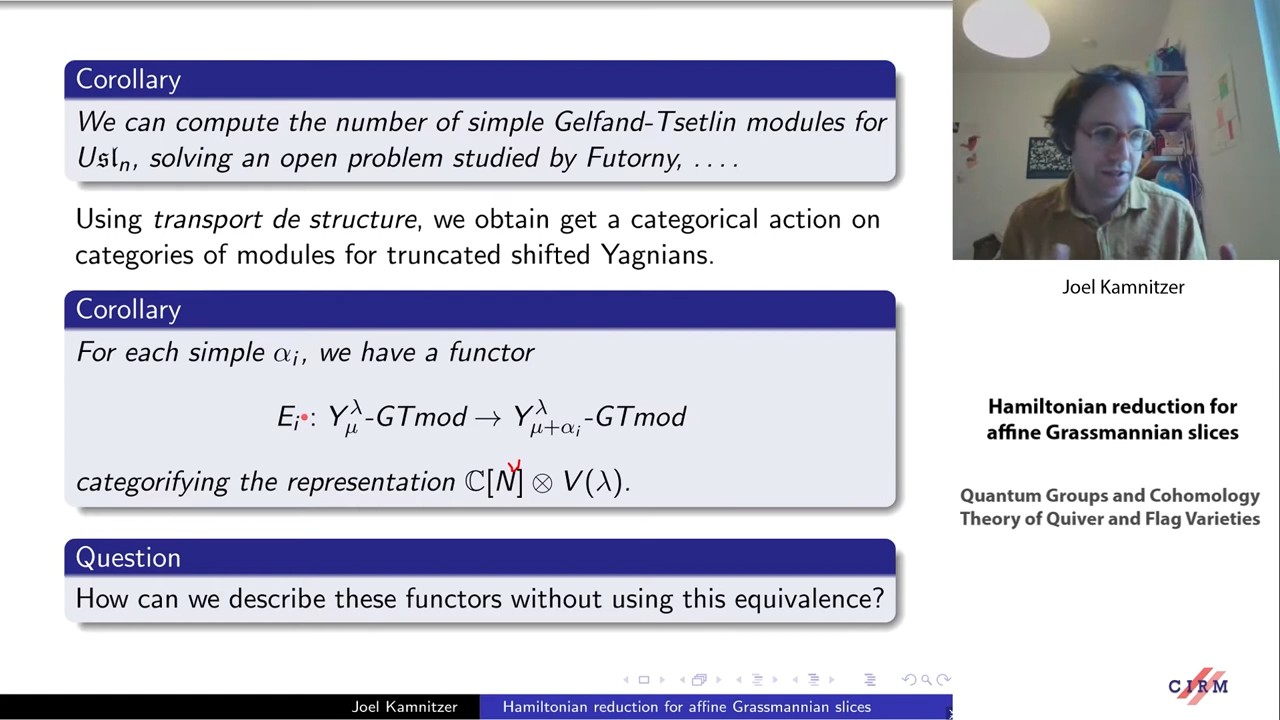 Corollary
We can compute the number of simple Gelfand-Tsetlin modules for
U𝔰𝔩ₙ, solving an open problem studied by Futorny, ....
Using transport de structure, we obtain get a categorical action on
categories of modules for truncated shifted Yagnians.
Corollary
For each simple αᵢ, we have a functor
E_i : Y_μ^λ-GTmod → Y_{μ+α_i}^λ-GTmod
categorifying the representation ℂ[N^∨] ⊗ V(λ).
Question
How can we describe these functors without using this equivalence?
Joel Kamnitzer
Hamiltonian reduction for affine Grassmannian slices
Joel Kamnitzer
Hamiltonian reduction for
affine Grassmannian slices
Quantum Groups and Cohomology
Theory of Quiver and Flag Varieties
CIRM